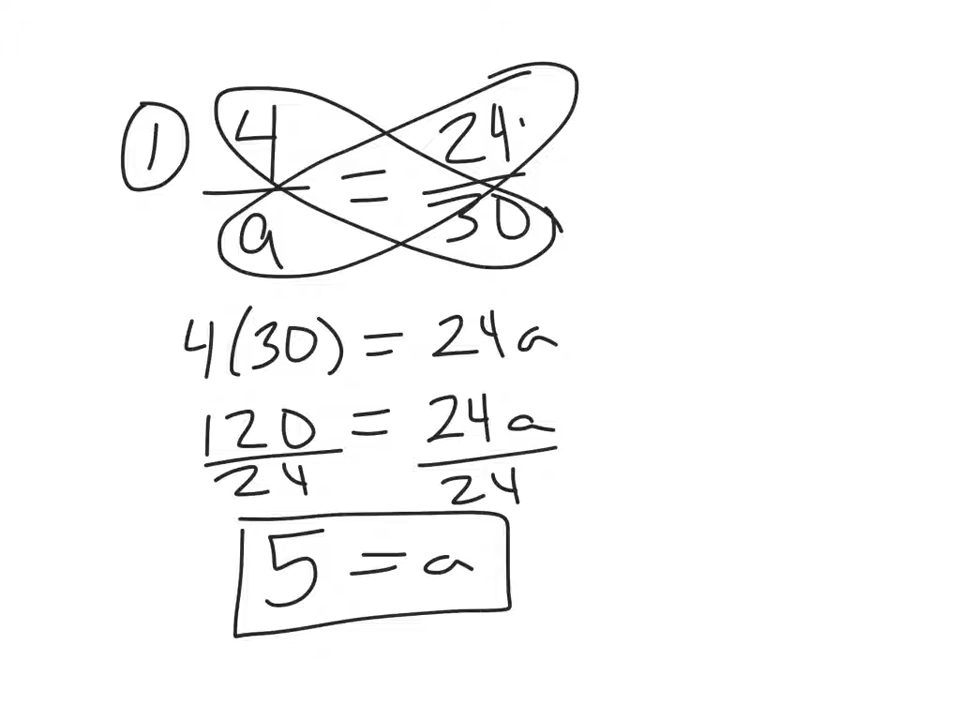 ① 4/a = 24/30
4(30) = 24a
120/24 = 24a/24
5 = a